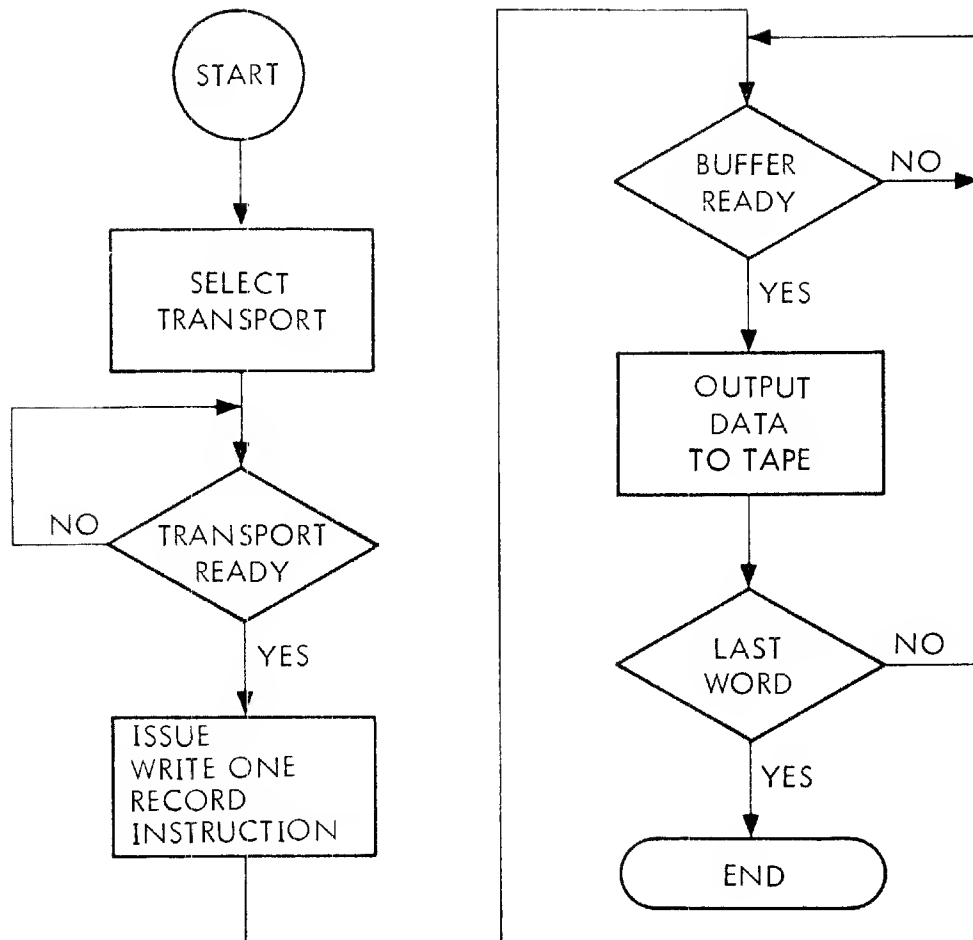 START
SELECT
TRANSPORT
NO
TRANSPORT
READY
YES
ISSUE
WRITE ONE
RECORD
INSTRUCTION
BUFFER
READY
NO
YES
OUTPUT
DATA
TO TAPE
LAST
WORD
NO
YES
END